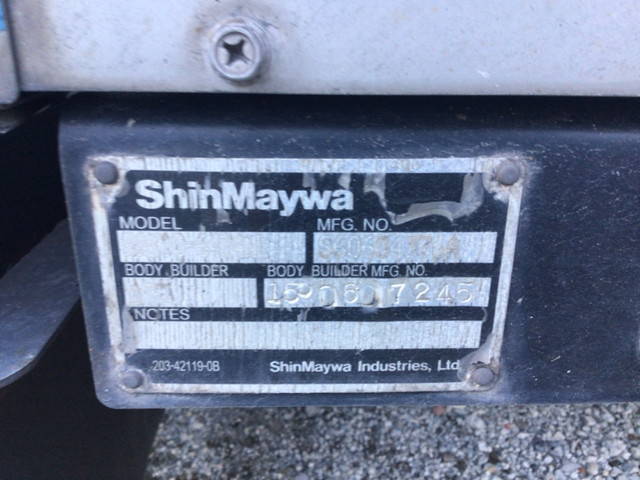 ShinMaywa
MODEL MFG. NO.
BODY BUILDER BODY BUILDER MFG. NO.
NOTES
203-42119-0B ShinMaywa Industries, Ltd